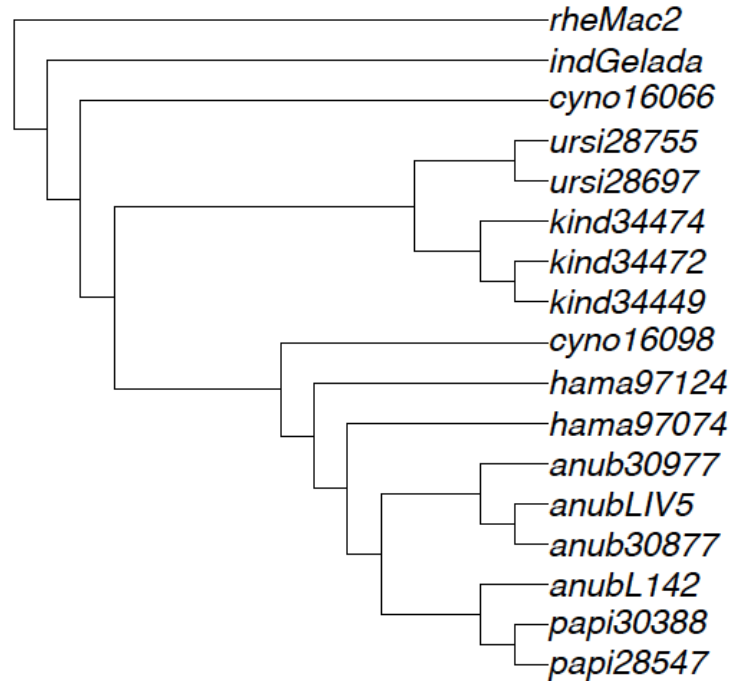 rheMac2
indGelada
cyno16066
ursi28755
ursi28697
kind34474
kind34472
kind34449
cyno16098
hama97124
hama97074
anub30977
anubLIV5
anub30877
anubL142
papi30388
papi28547